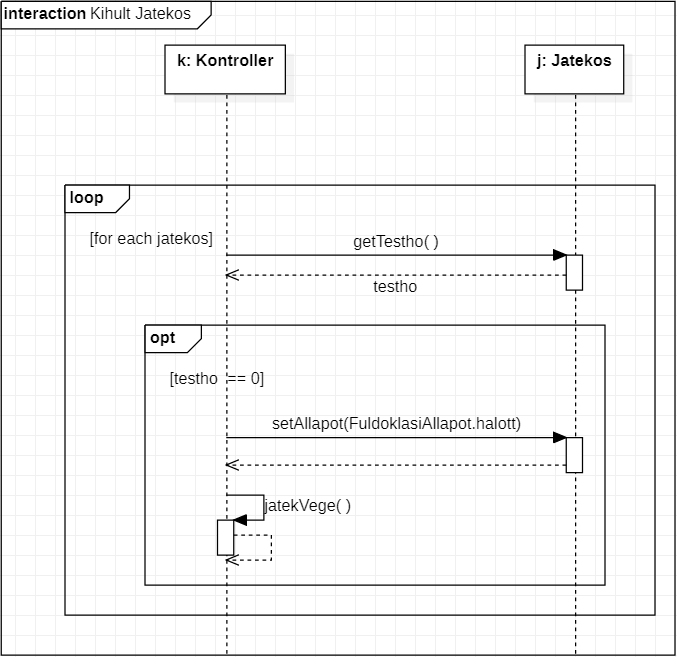 interaction Kihult Jatekos
k: Kontroller
j: Jatekos
loop
[for each jatekos]
getTestho( )
testho
opt
[testho == 0]
setAllapot(FuldoklasiAllapot.halott)
jatekVege( )